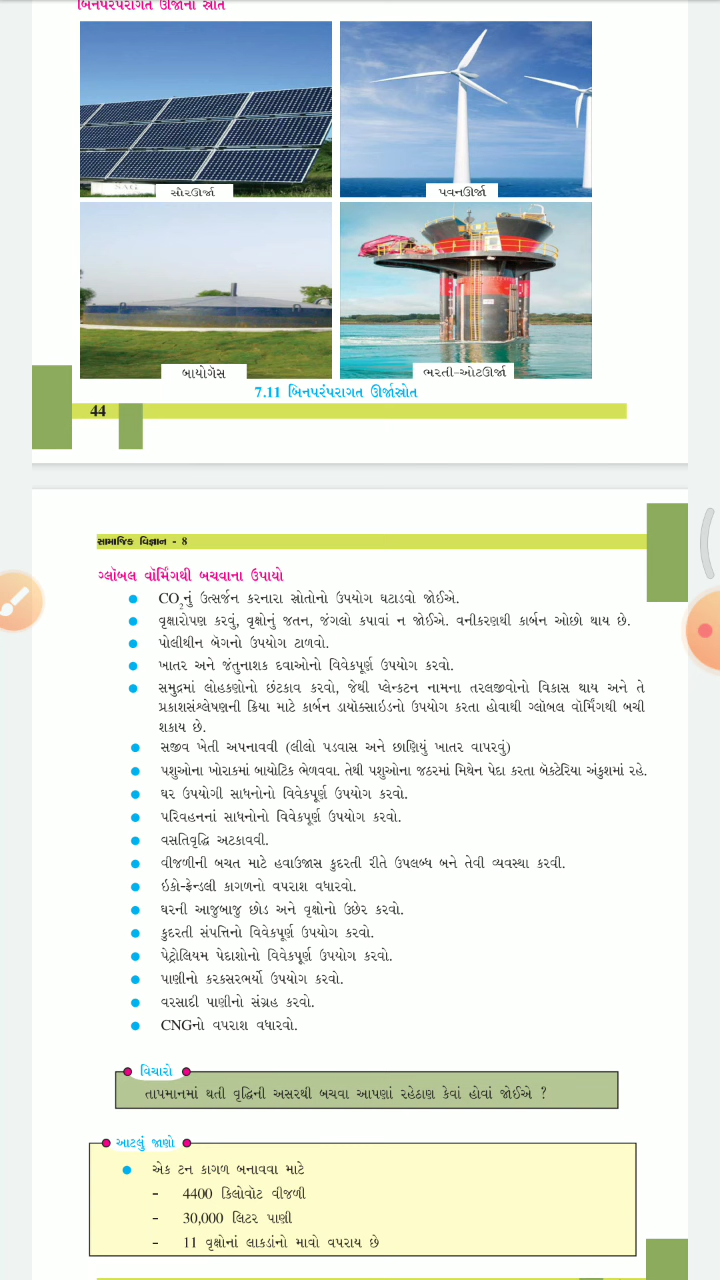 બિનપરંપરાગત ઊર્જાના સ્રોત
સૌરઊર્જા
પવનઊર્જા
બાયોગૅસ
ભરતી-ઓટઊર્જા
7.11 બિનપરંપરાગત ઊર્જાસ્રોત
44
સામાજિક વિજ્ઞાન - 8
ગ્લૉબલ વૉર્મિંગથી બચવાના ઉપાયો
● CO2નું ઉત્સર્જન કરનારા સ્રોતોનો ઉપયોગ ઘટાડવો જોઈએ.
● વૃક્ષારોપણ કરવું, વૃક્ષોનું જતન, જંગલો કપાવાં ન જોઈએ. વનીકરણથી કાર્બન ઓછો થાય છે.
● પોલીથીન બૅગનો ઉપયોગ ટાળવો.
● ખાતર અને જંતુનાશક દવાઓનો વિવેકપૂર્ણ ઉપયોગ કરવો.
● સમુદ્રમાં લોહકણોનો છંટકાવ કરવો, જેથી પ્લેન્કટન નામના તરલજીવોનો વિકાસ થાય અને તે
પ્રકાશસંશ્લેષણની ક્રિયા માટે કાર્બન ડાયૉક્સાઇડનો ઉપયોગ કરતા હોવાથી ગ્લૉબલ વૉર્મિંગથી બચી
શકાય છે.
● સજીવ ખેતી અપનાવવી (લીલો પડવાસ અને છાણિયું ખાતર વાપરવું)
● પશુઓના ખોરાકમાં બાયોટિક ભેળવવા. તેથી પશુઓના જઠરમાં મિથેન પેદા કરતા બૅક્ટેરિયા અંકુશમાં રહે.
● ઘર ઉપયોગી સાધનોનો વિવેકપૂર્ણ ઉપયોગ કરવો.
● પરિવહનનાં સાધનોનો વિવેકપૂર્ણ ઉપયોગ કરવો.
● વસતિવૃદ્ધિ અટકાવવી.
● વીજળીની બચત માટે હવાઉજાસ કુદરતી રીતે ઉપલબ્ધ બને તેવી વ્યવસ્થા કરવી.
● ઇકો-ફ્રેન્ડલી કાગળનો વપરાશ વધારવો.
● ઘરની આજુબાજુ છોડ અને વૃક્ષોનો ઉછેર કરવો.
● કુદરતી સંપત્તિનો વિવેકપૂર્ણ ઉપયોગ કરવો.
● પેટ્રોલિયમ પેદાશોનો વિવેકપૂર્ણ ઉપયોગ કરવો.
● પાણીનો કરકસરભર્યો ઉપયોગ કરવો.
● વરસાદી પાણીનો સંગ્રહ કરવો.
● CNGનો વપરાશ વધારવો.
વિચારો
તાપમાનમાં થતી વૃદ્ધિની અસરથી બચવા આપણાં રહેઠાણ કેવાં હોવાં જોઈએ ?
આટલું જાણો
● એક ટન કાગળ બનાવવા માટે
- 4400 કિલોવૉટ વીજળી
- 30,000 લિટર પાણી
- 11 વૃક્ષોનાં લાકડાંનો માવો વપરાય છે